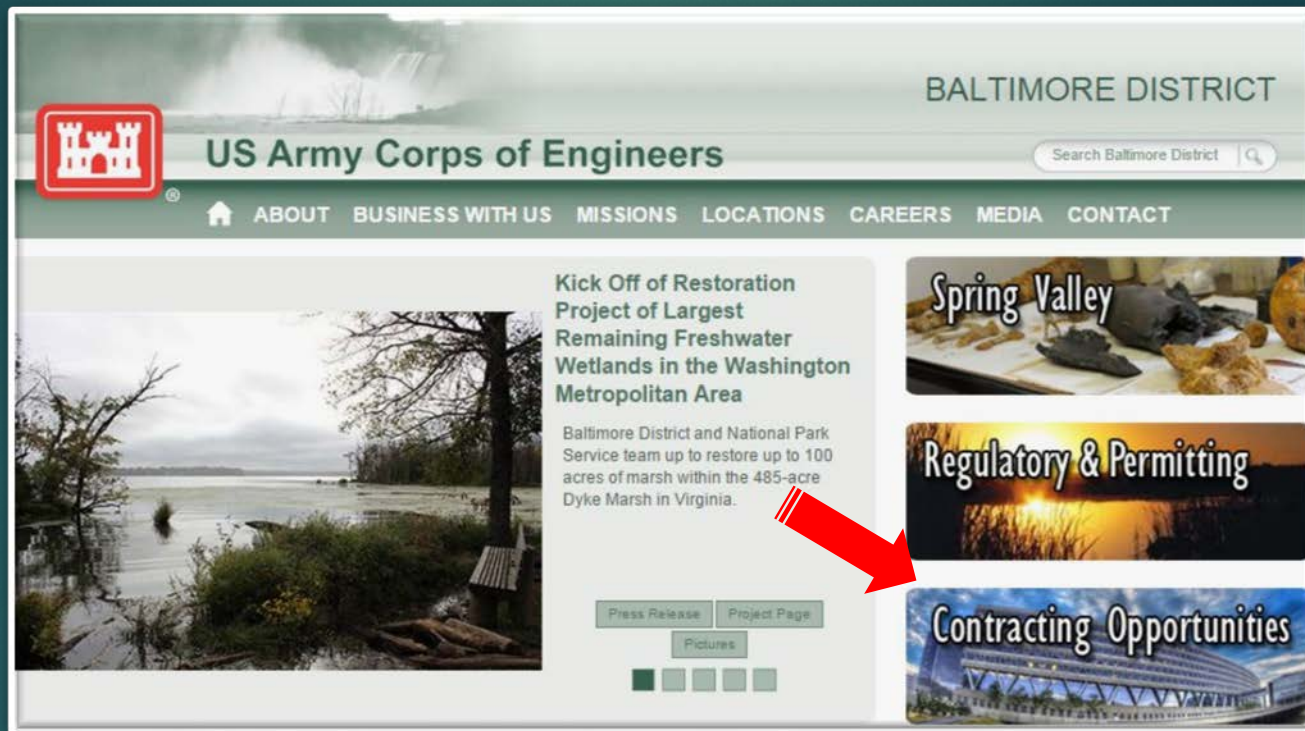 BALTIMORE DISTRICT
US Army Corps of Engineers
Search Baltimore District
®
ABOUT BUSINESS WITH US MISSIONS LOCATIONS CAREERS MEDIA CONTACT
Kick Off of Restoration
Project of Largest
Remaining Freshwater
Wetlands in the Washington
Metropolitan Area
Baltimore District and National Park
Service team up to restore up to 100
acres of marsh within the 485-acre
Dyke Marsh in Virginia.
Press Release Project Page
Pictures
Spring Valley
Regulatory & Permitting
Contracting Opportunities